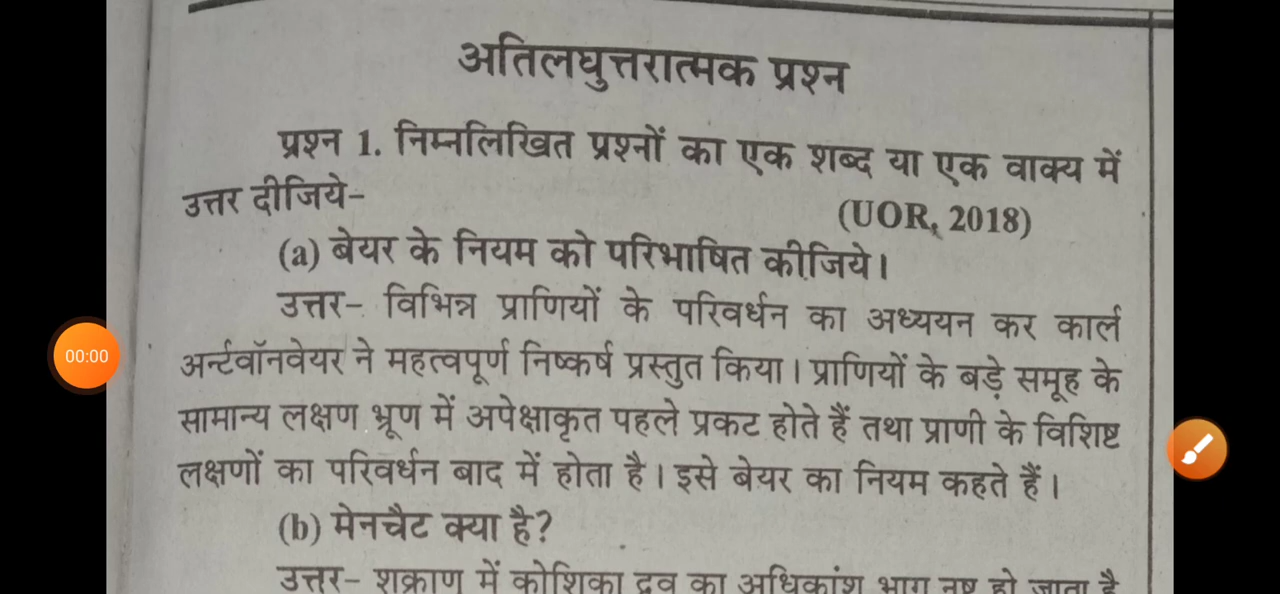 अतिलघुत्तरात्मक प्रश्न
प्रश्न 1. निम्नलिखित प्रश्नों का एक शब्द या एक वाक्य में
उत्तर दीजिये–
(UOR, 2018)
(a) बेयर के नियम को परिभाषित कीजिये।
उत्तर– विभिन्न प्राणियों के परिवर्धन का अध्ययन कर कार्ल
अर्न्टवॉनवेयर ने महत्वपूर्ण निष्कर्ष प्रस्तुत किया। प्राणियों के बड़े समूह के
सामान्य लक्षण भ्रूण में अपेक्षाकृत पहले प्रकट होते हैं तथा प्राणी के विशिष्ट
लक्षणों का परिवर्धन बाद में होता है। इसे बेयर का नियम कहते हैं।
(b) मेनचैट क्या है?
उत्तर– शुक्राणु में कोशिका द्रव का अधिकांश भाग नष्ट हो जाता है
00:00